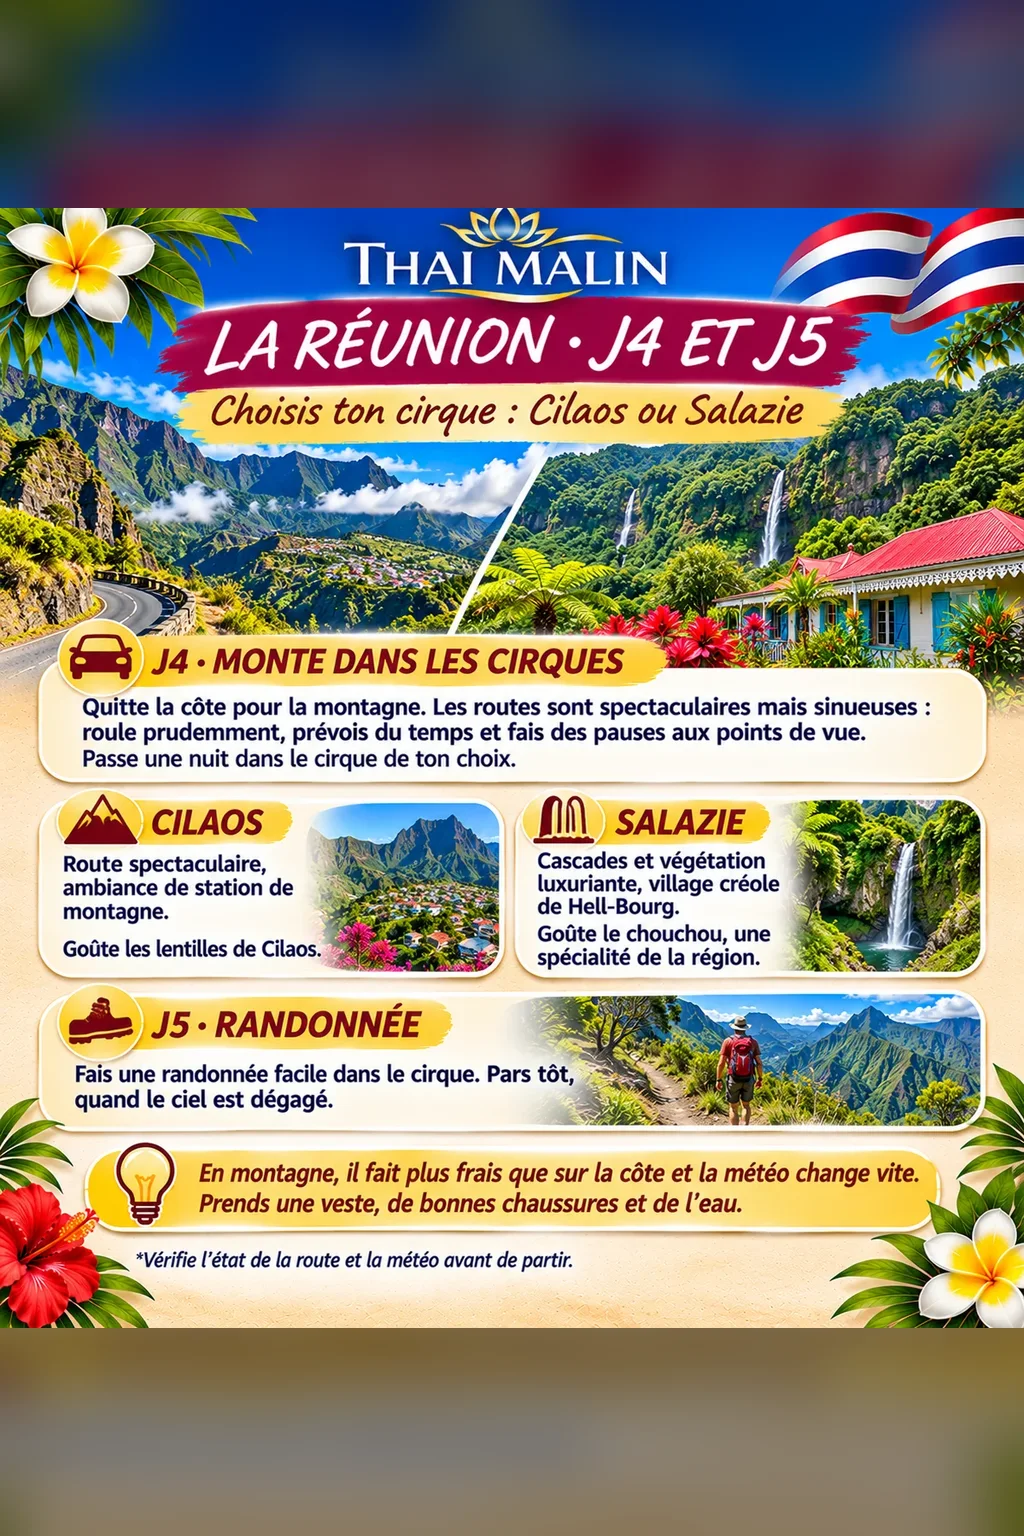 THAI MALIN
LA RÉUNION • J4 ET J5
Choisis ton cirque : Cilaos ou Salazie
J4 • MONTE DANS LES CIRQUES
Quitte la côte pour la montagne. Les routes sont spectaculaires mais sinueuses :
roule prudemment, prévois du temps et fais des pauses aux points de vue.
Passe une nuit dans le cirque de ton choix.
CILAOS
Route spectaculaire,
ambiance de station de
montagne.
Goûte les lentilles de Cilaos.
SALAZIE
Cascades et végétation
luxuriante, village créole
de Hell-Bourg.
Goûte le chouchou, une
spécialité de la région.
J5 • RANDONNÉE
Fais une randonnée facile dans le cirque. Pars tôt,
quand le ciel est dégagé.
En montagne, il fait plus frais que sur la côte et la météo change vite.
Prends une veste, de bonnes chaussures et de l'eau.
*Vérifie l'état de la route et la météo avant de partir.